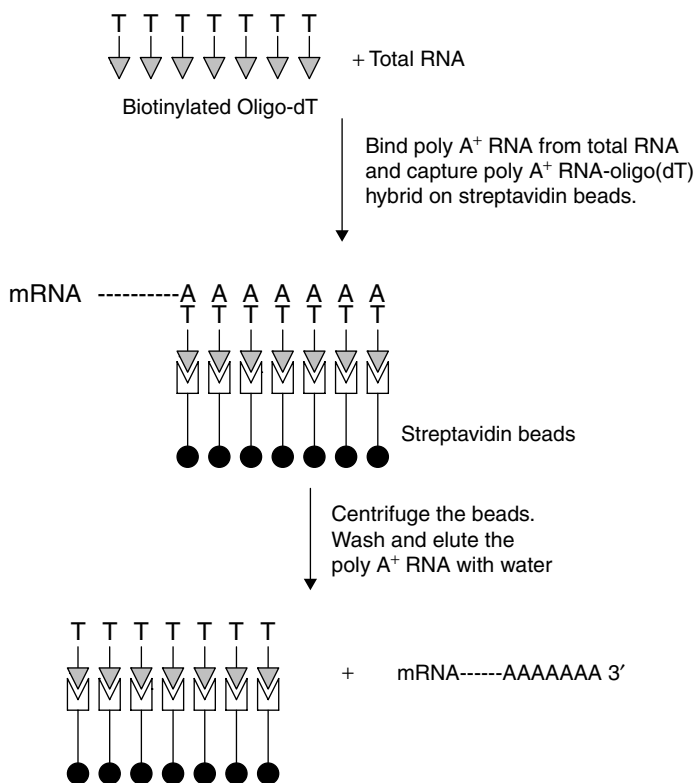 T T T T T T T
+ Total RNA
Biotinylated Oligo-dT
Bind poly A⁺ RNA from total RNA
and capture poly A⁺ RNA-oligo(dT)
hybrid on streptavidin beads.
mRNA ----------A A A A A A A
T T T T T T T
Streptavidin beads
Centrifuge the beads.
Wash and elute the
poly A⁺ RNA with water
T T T T T T T
+ mRNA------AAAAAAA 3′